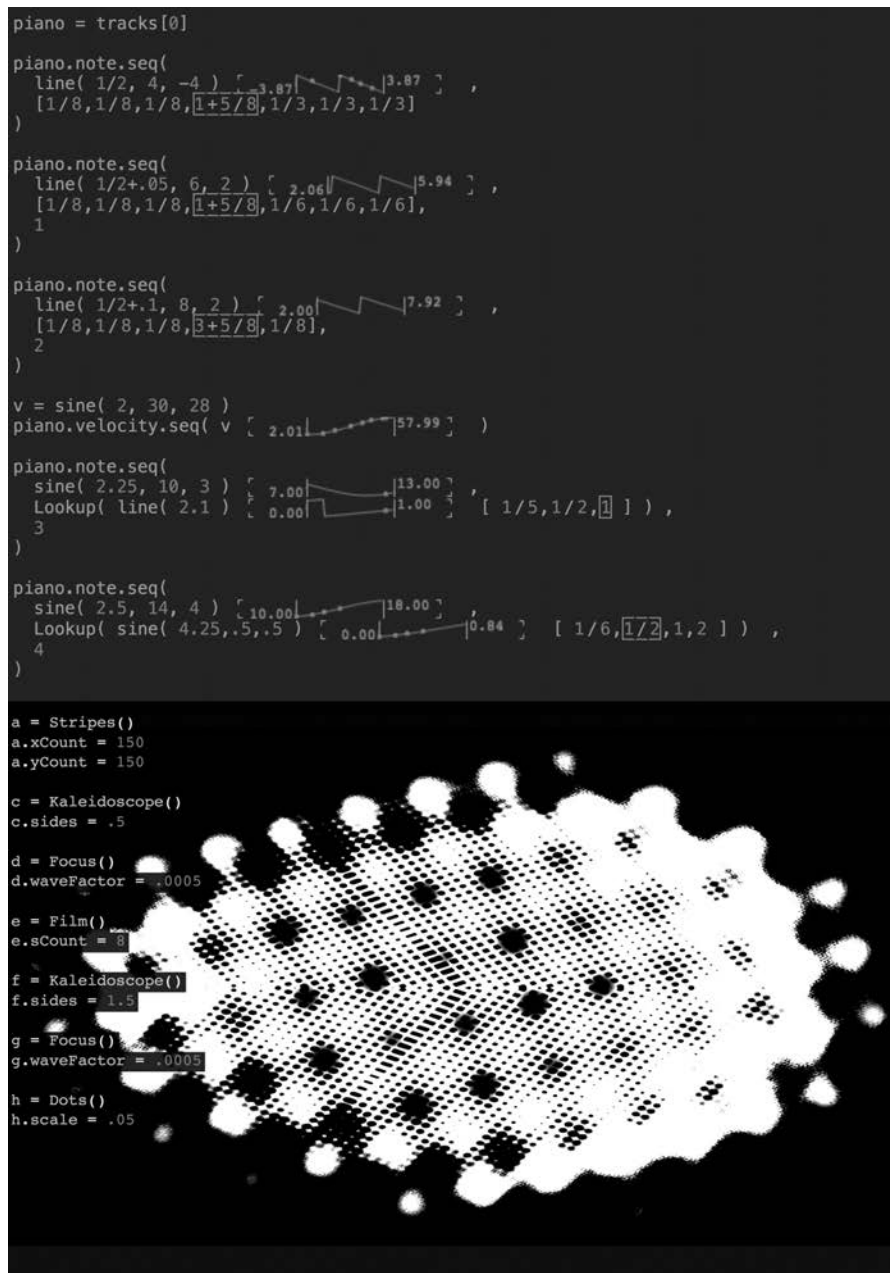 piano = tracks[0]
piano.note.seq(
line( 1/2, 4, -4 ) [ -3.87 3.87 ] ,
[1/8,1/8,1/8,1+5/8,1/3,1/3,1/3]
)
piano.note.seq(
line( 1/2+.05, 6, 2 ) [ 2.06 5.94 ] ,
[1/8,1/8,1/8,1+5/8,1/6,1/6,1/6],
1
)
piano.note.seq(
line( 1/2+.1, 8, 2 ) [ 2.00 7.92 ] ,
[1/8,1/8,1/8,3+5/8,1/8],
2
)
v = sine( 2, 30, 28 )
piano.velocity.seq( v [ 2.01 57.99 ] )
piano.note.seq(
sine( 2.25, 10, 3 ) [ 7.00 13.00 ] ,
Lookup( line( 2.1 ) [ 0.00 1.00 ] [ 1/5,1/2,1 ] ) ,
3
)
piano.note.seq(
sine( 2.5, 14, 4 ) [ 10.00 18.00 ] ,
Lookup( sine( 4.25,.5,.5 ) [ 0.00 0.84 ] [ 1/6,1/2,1,2 ] ) ,
4
)
a = Stripes()
a.xCount = 150
a.yCount = 150
c = Kaleidoscope()
c.sides = .5
d = Focus()
d.waveFactor = .0005
e = Film()
e.sCount = 8
f = Kaleidoscope()
f.sides = 1.5
g = Focus()
g.waveFactor = .0005
h = Dots()
h.scale = .05